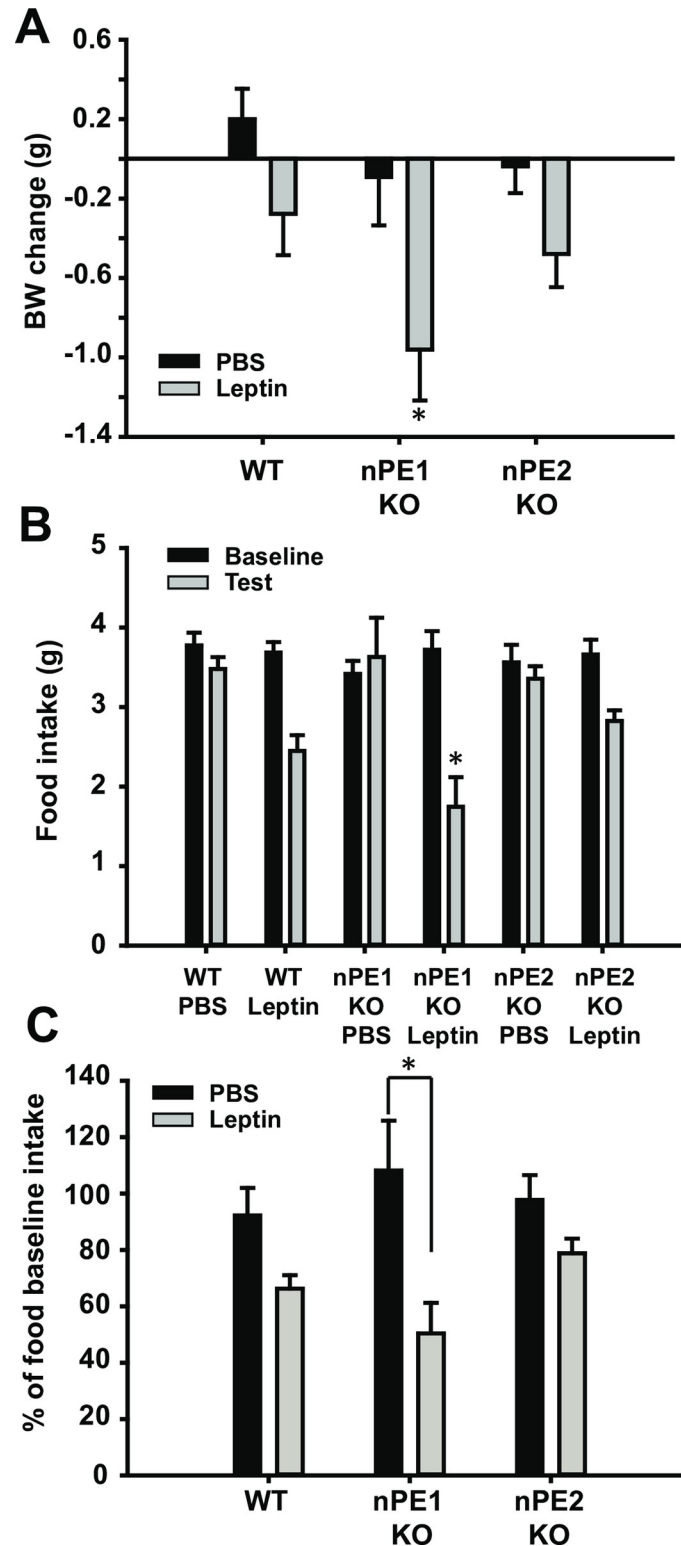 A
0.6
0.2
-0.2
-0.6
-1.0
-1.4
BW change (g)
PBS
Leptin
*
WT nPE1 nPE2
KO KO
B
5
4
3
2
1
0
Food intake (g)
Baseline
Test
*
WT WT nPE1 nPE1 nPE2 nPE2
PBS Leptin KO KO KO KO
PBS Leptin PBS Leptin
C
140
120
100
80
60
40
20
0
% of food baseline intake
PBS
Leptin
*
WT nPE1 nPE2
KO KO